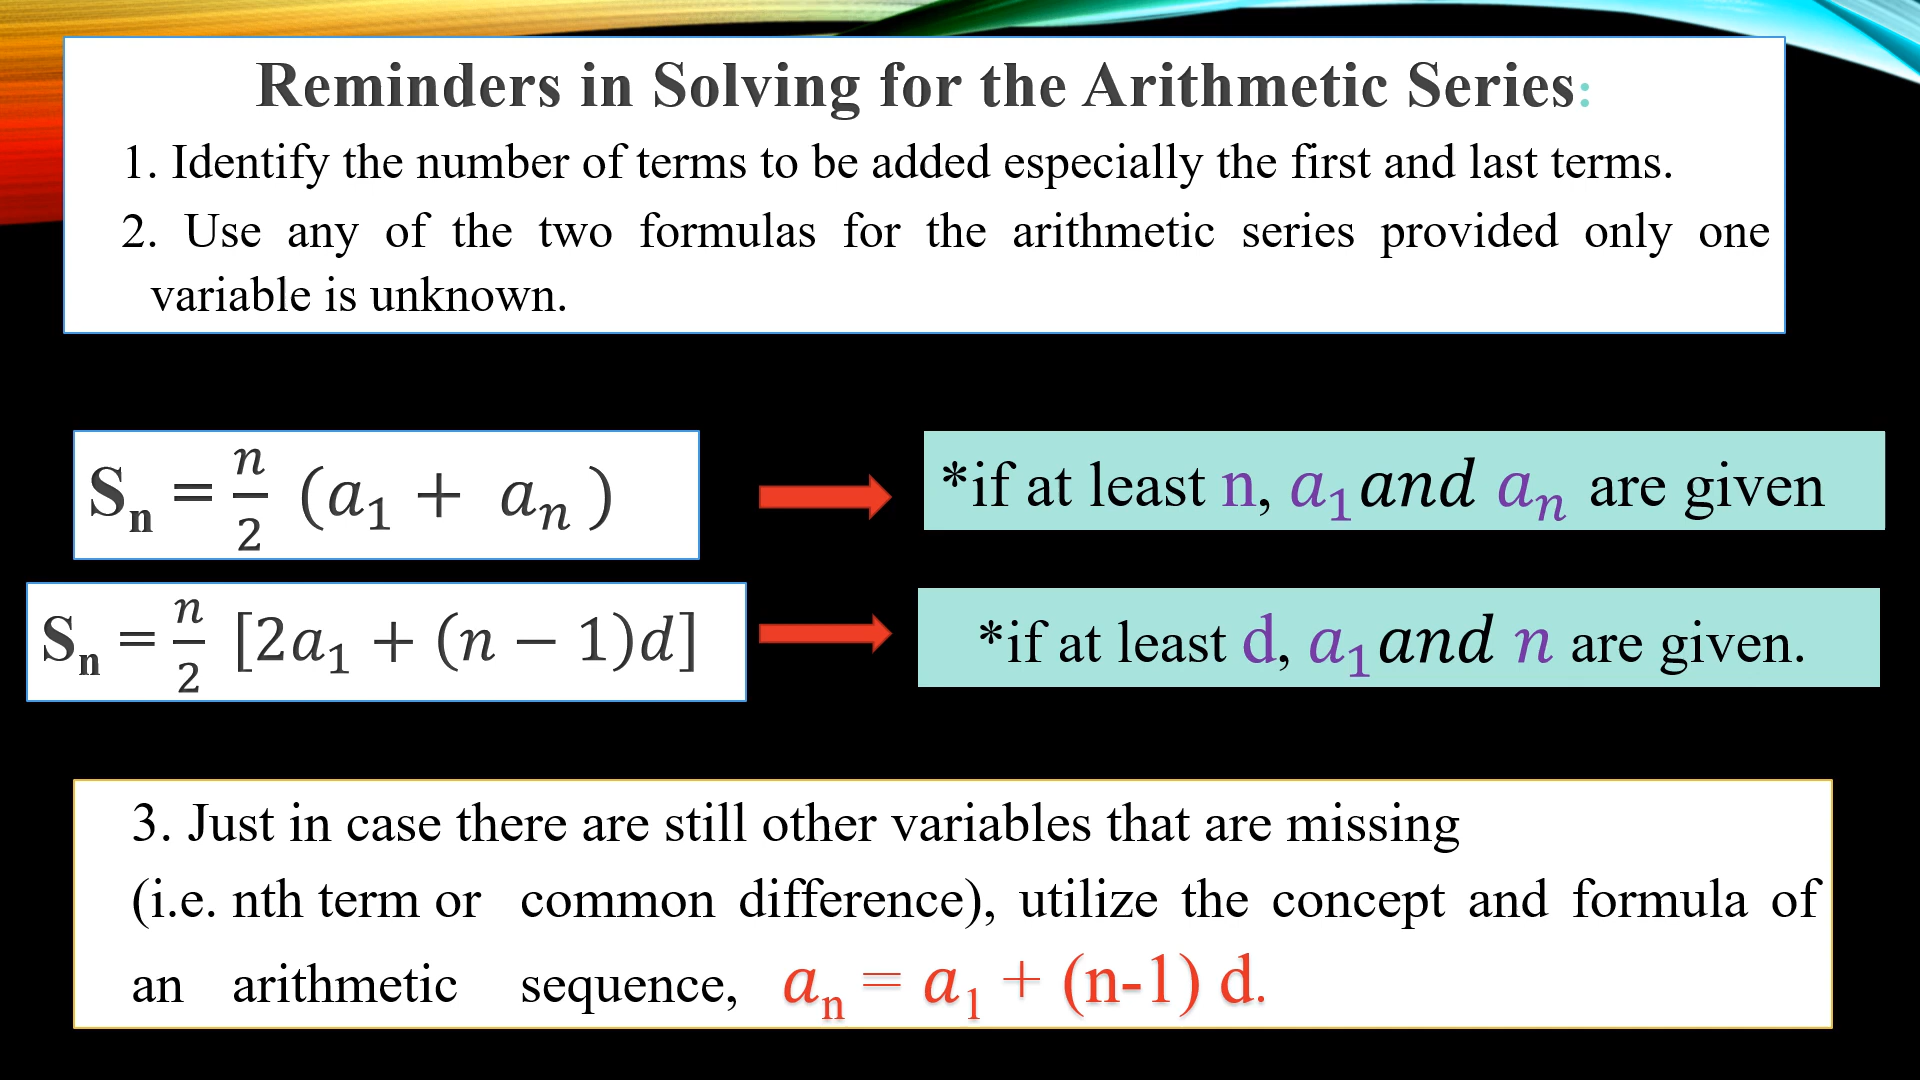 Reminders in Solving for the Arithmetic Series:
1. Identify the number of terms to be added especially the first and last terms.
2. Use any of the two formulas for the arithmetic series provided only one
variable is unknown.
Sₙ = n/2 (a₁ + aₙ )
*if at least n, a₁ and aₙ are given
Sₙ = n/2 [2a₁ + (n − 1)d]
*if at least d, a₁ and n are given.
3. Just in case there are still other variables that are missing
(i.e. nth term or common difference), utilize the concept and formula of
an arithmetic sequence, aₙ = a₁ + (n-1) d.